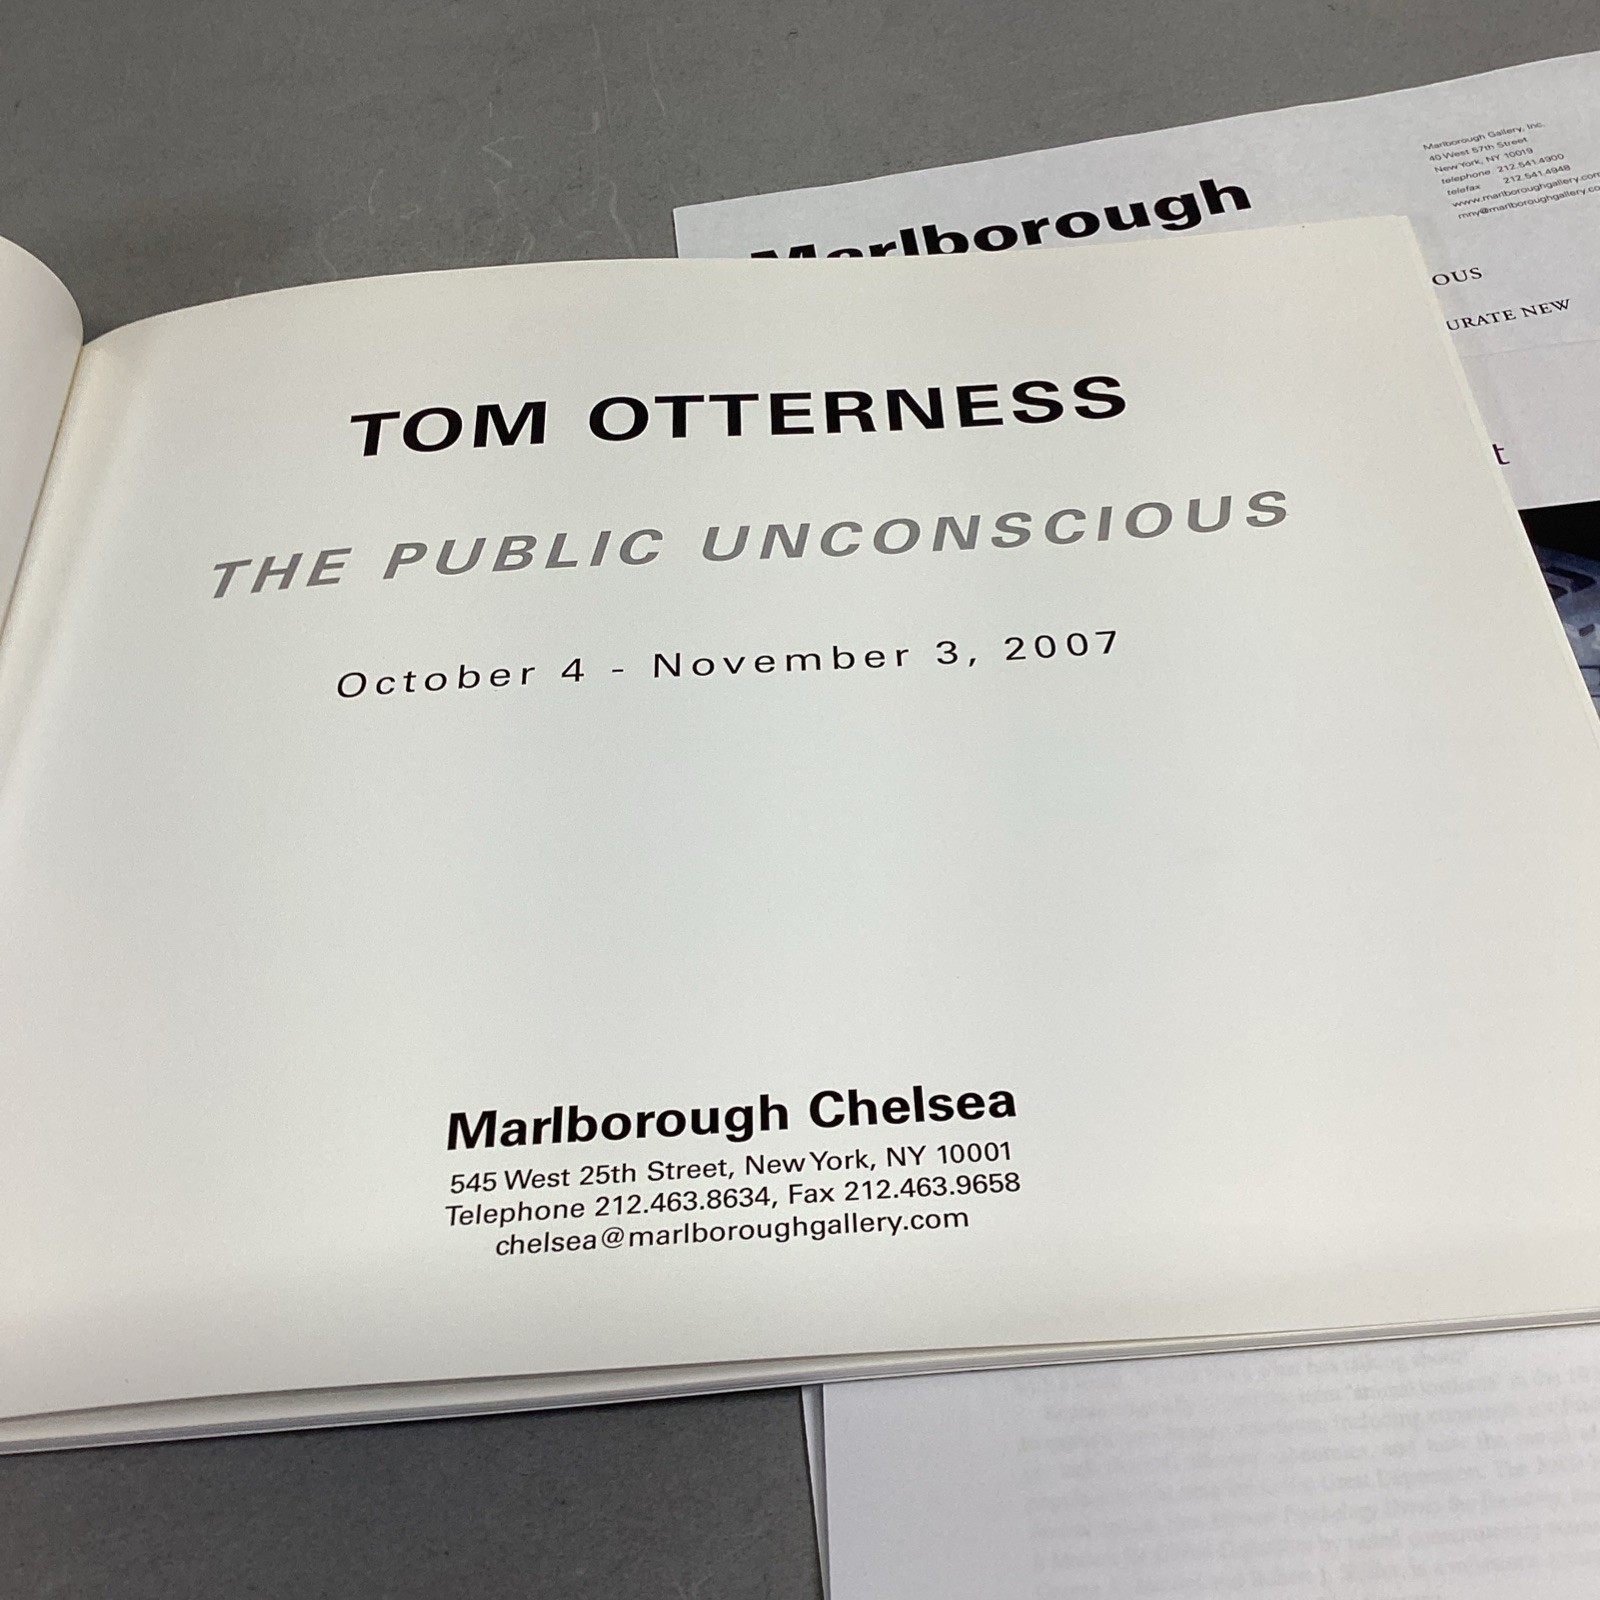 Marlborough
Marlborough Gallery, Inc.
40 West 57th Street
New York, NY 10019
telephone 212.541.4900
telefax 212.541.4948
www.marlboroughgallery.com
mny@marlboroughgallery.co
OUS
URATE NEW
t
TOM OTTERNESS
THE PUBLIC UNCONSCIOUS
October 4 - November 3, 2007
Marlborough Chelsea
545 West 25th Street, New York, NY 10001
Telephone 212.463.8634, Fax 212.463.9658
chelsea@marlboroughgallery.com